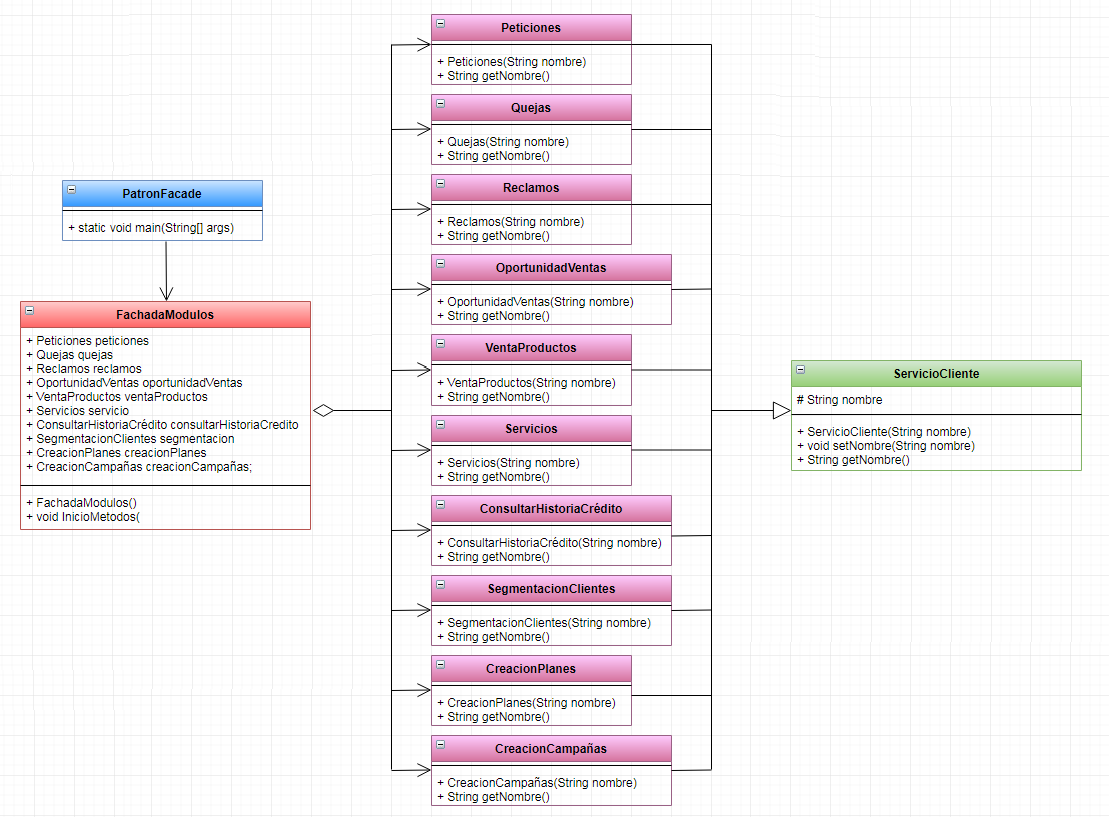 PatronFacade
+ static void main(String[] args)
FachadaModulos
+ Peticiones peticiones
+ Quejas quejas
+ Reclamos reclamos
+ OportunidadVentas oportunidadVentas
+ VentaProductos ventaProductos
+ Servicios servicio
+ ConsultarHistoriaCrédito consultarHistoriaCredito
+ SegmentacionClientes segmentacion
+ CreacionPlanes creacionPlanes
+ CreacionCampañas creacionCampañas;
+ FachadaModulos()
+ void InicioMetodos(
Peticiones
+ Peticiones(String nombre)
+ String getNombre()
Quejas
+ Quejas(String nombre)
+ String getNombre()
Reclamos
+ Reclamos(String nombre)
+ String getNombre()
OportunidadVentas
+ OportunidadVentas(String nombre)
+ String getNombre()
VentaProductos
+ VentaProductos(String nombre)
+ String getNombre()
Servicios
+ Servicios(String nombre)
+ String getNombre()
ConsultarHistoriaCrédito
+ ConsultarHistoriaCrédito(String nombre)
+ String getNombre()
SegmentacionClientes
+ SegmentacionClientes(String nombre)
+ String getNombre()
CreacionPlanes
+ CreacionPlanes(String nombre)
+ String getNombre()
CreacionCampañas
+ CreacionCampañas(String nombre)
+ String getNombre()
ServicioCliente
# String nombre
+ ServicioCliente(String nombre)
+ void setNombre(String nombre)
+ String getNombre()